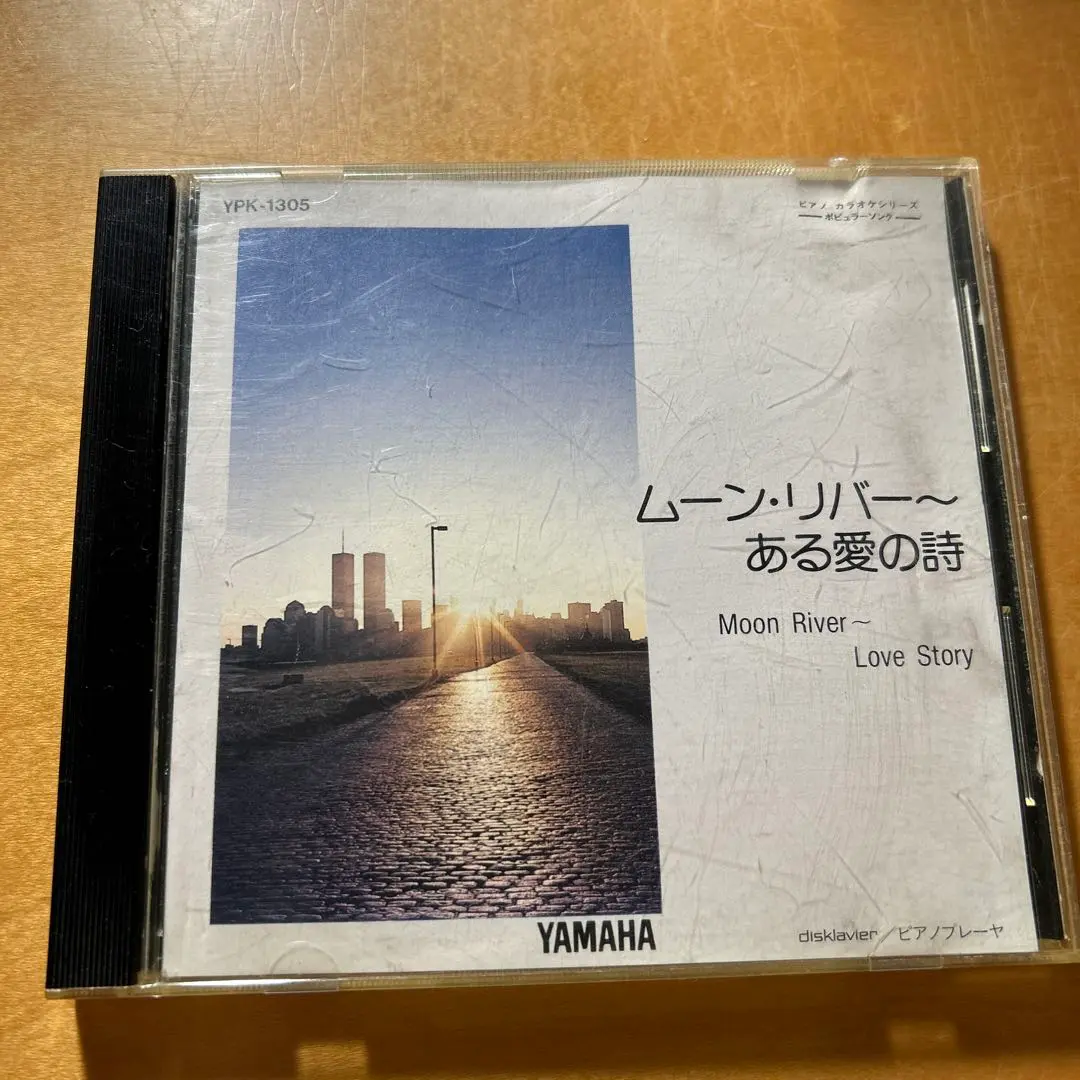 YPK-1305
ピアノ カラオケシリーズ
ポピュラーソング
ムーン・リバー〜
ある愛の詩
Moon River〜
Love Story
YAMAHA
disklavier/ピアノプレーヤ